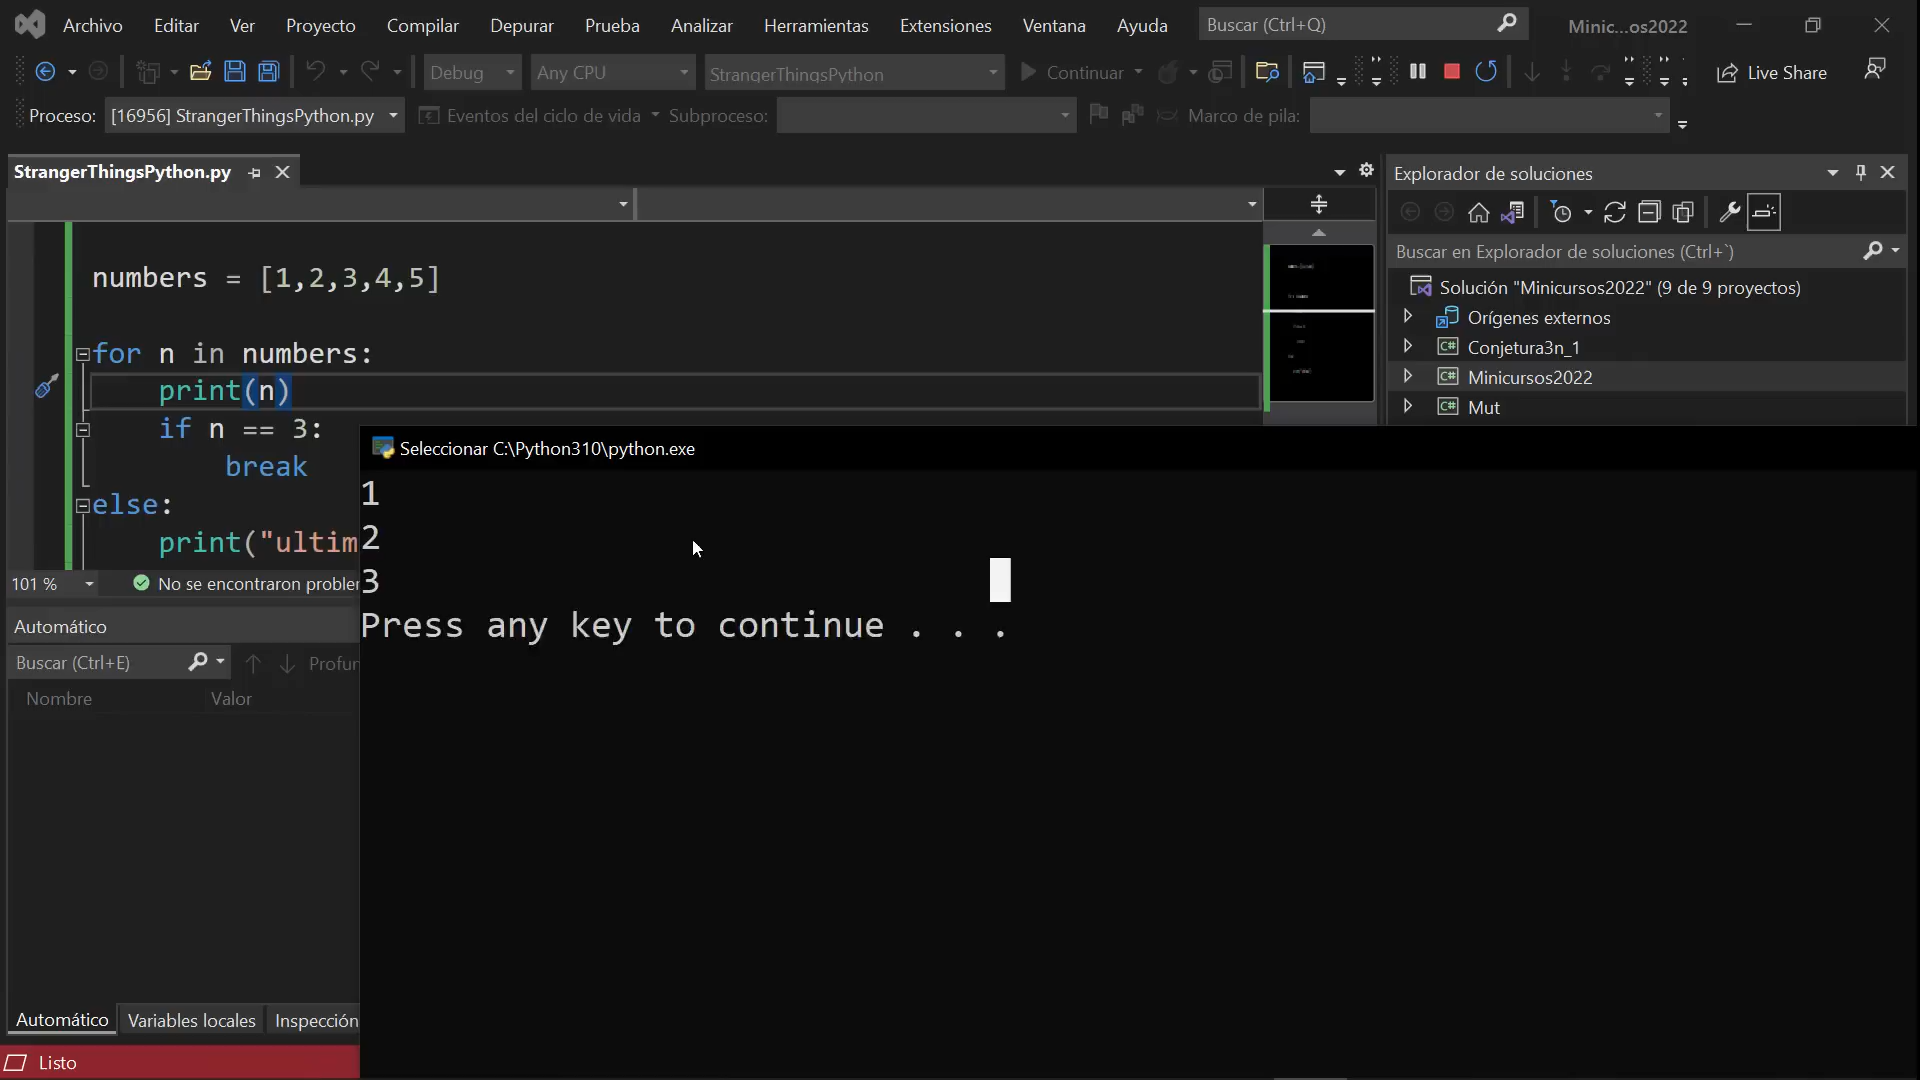 Archivo Editar Ver Proyecto Compilar Depurar Prueba Analizar Herramientas Extensiones Ventana Ayuda Buscar (Ctrl+Q) Minic...os2022
Debug Any CPU StrangerThingsPython Continuar Live Share
Proceso: [16956] StrangerThingsPython.py Eventos del ciclo de vida Subproceso: Marco de pila:
StrangerThingsPython.py
numbers = [1,2,3,4,5]
for n in numbers:
print(n)
if n == 3:
break
else:
print("ultim
101 % No se encontraron probler
Automático
Buscar (Ctrl+E) Profun
Nombre Valor
Automático Variables locales Inspección
Listo
Explorador de soluciones
Buscar en Explorador de soluciones (Ctrl+`)
Solución "Minicursos2022" (9 de 9 proyectos)
Orígenes externos
C# Conjetura3n_1
C# Minicursos2022
C# Mut
Seleccionar C:\Python310\python.exe
1
2
3
Press any key to continue . . .